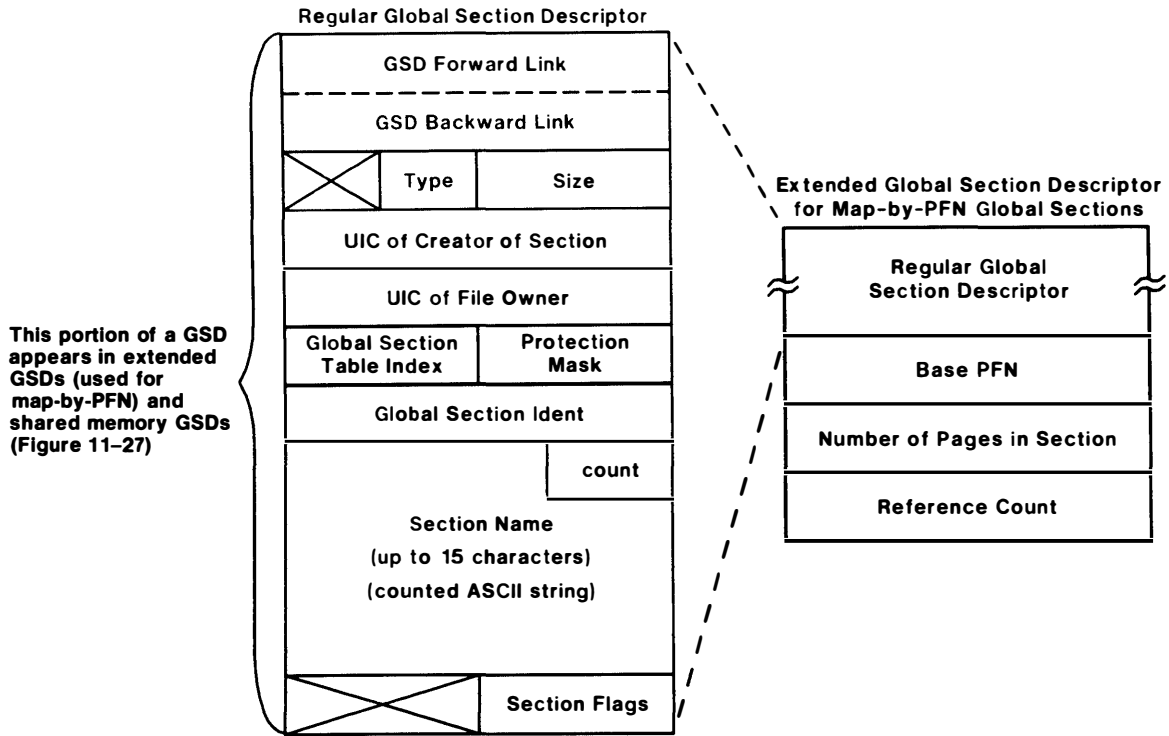 Regular Global Section Descriptor
GSD Forward Link
GSD Backward Link
Type
Size
UIC of Creator of Section
UIC of File Owner
Global Section
Table Index
Protection
Mask
Global Section Ident
count
Section Name
(up to 15 characters)
(counted ASCII string)
Section Flags
This portion of a GSD
appears in extended
GSDs (used for
map-by-PFN) and
shared memory GSDs
(Figure 11–27)
Extended Global Section Descriptor
for Map-by-PFN Global Sections
Regular Global
Section Descriptor
Base PFN
Number of Pages in Section
Reference Count